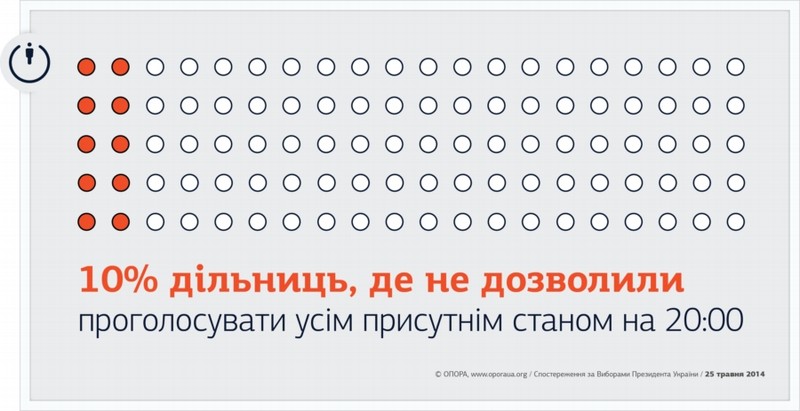 10% дільниць, де не дозволили
проголосувати усім присутнім станом на 20:00
© ОПОРА, www.oporaua.org / Спостереження за Виборами Президента України / 25 травня 2014